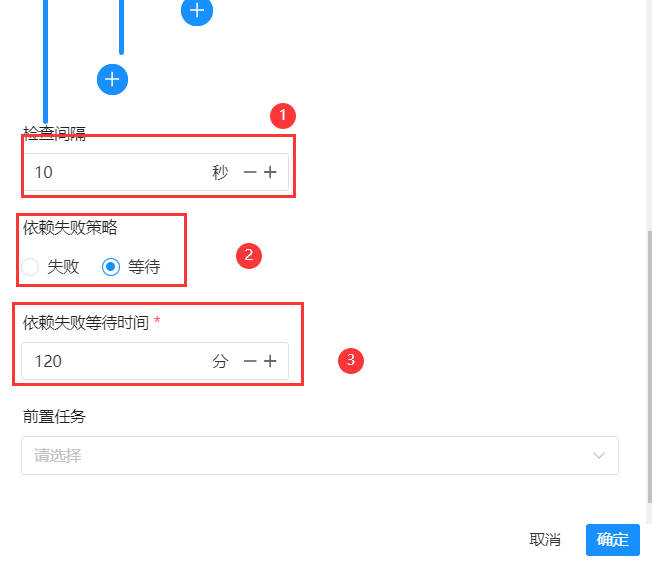 1
检查间隔
10 秒
依赖失败策略
2
失败 等待
依赖失败等待时间 *
120 分
3
前置任务
请选择
取消 确定